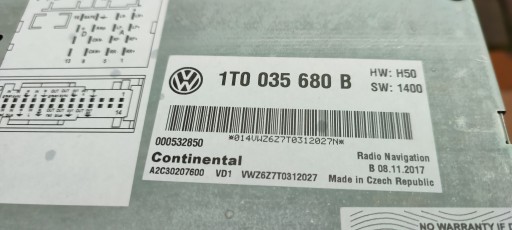 1T0 035 680 B
HW: H50
SW: 1400
000532850
*014VWZ6Z7T0312027N*
Continental
Radio Navigation
B 08.11.2017
A2C30207600 VD1 VWZ6Z7T0312027
Made in Czech Republic
NO WARRANTY IF D